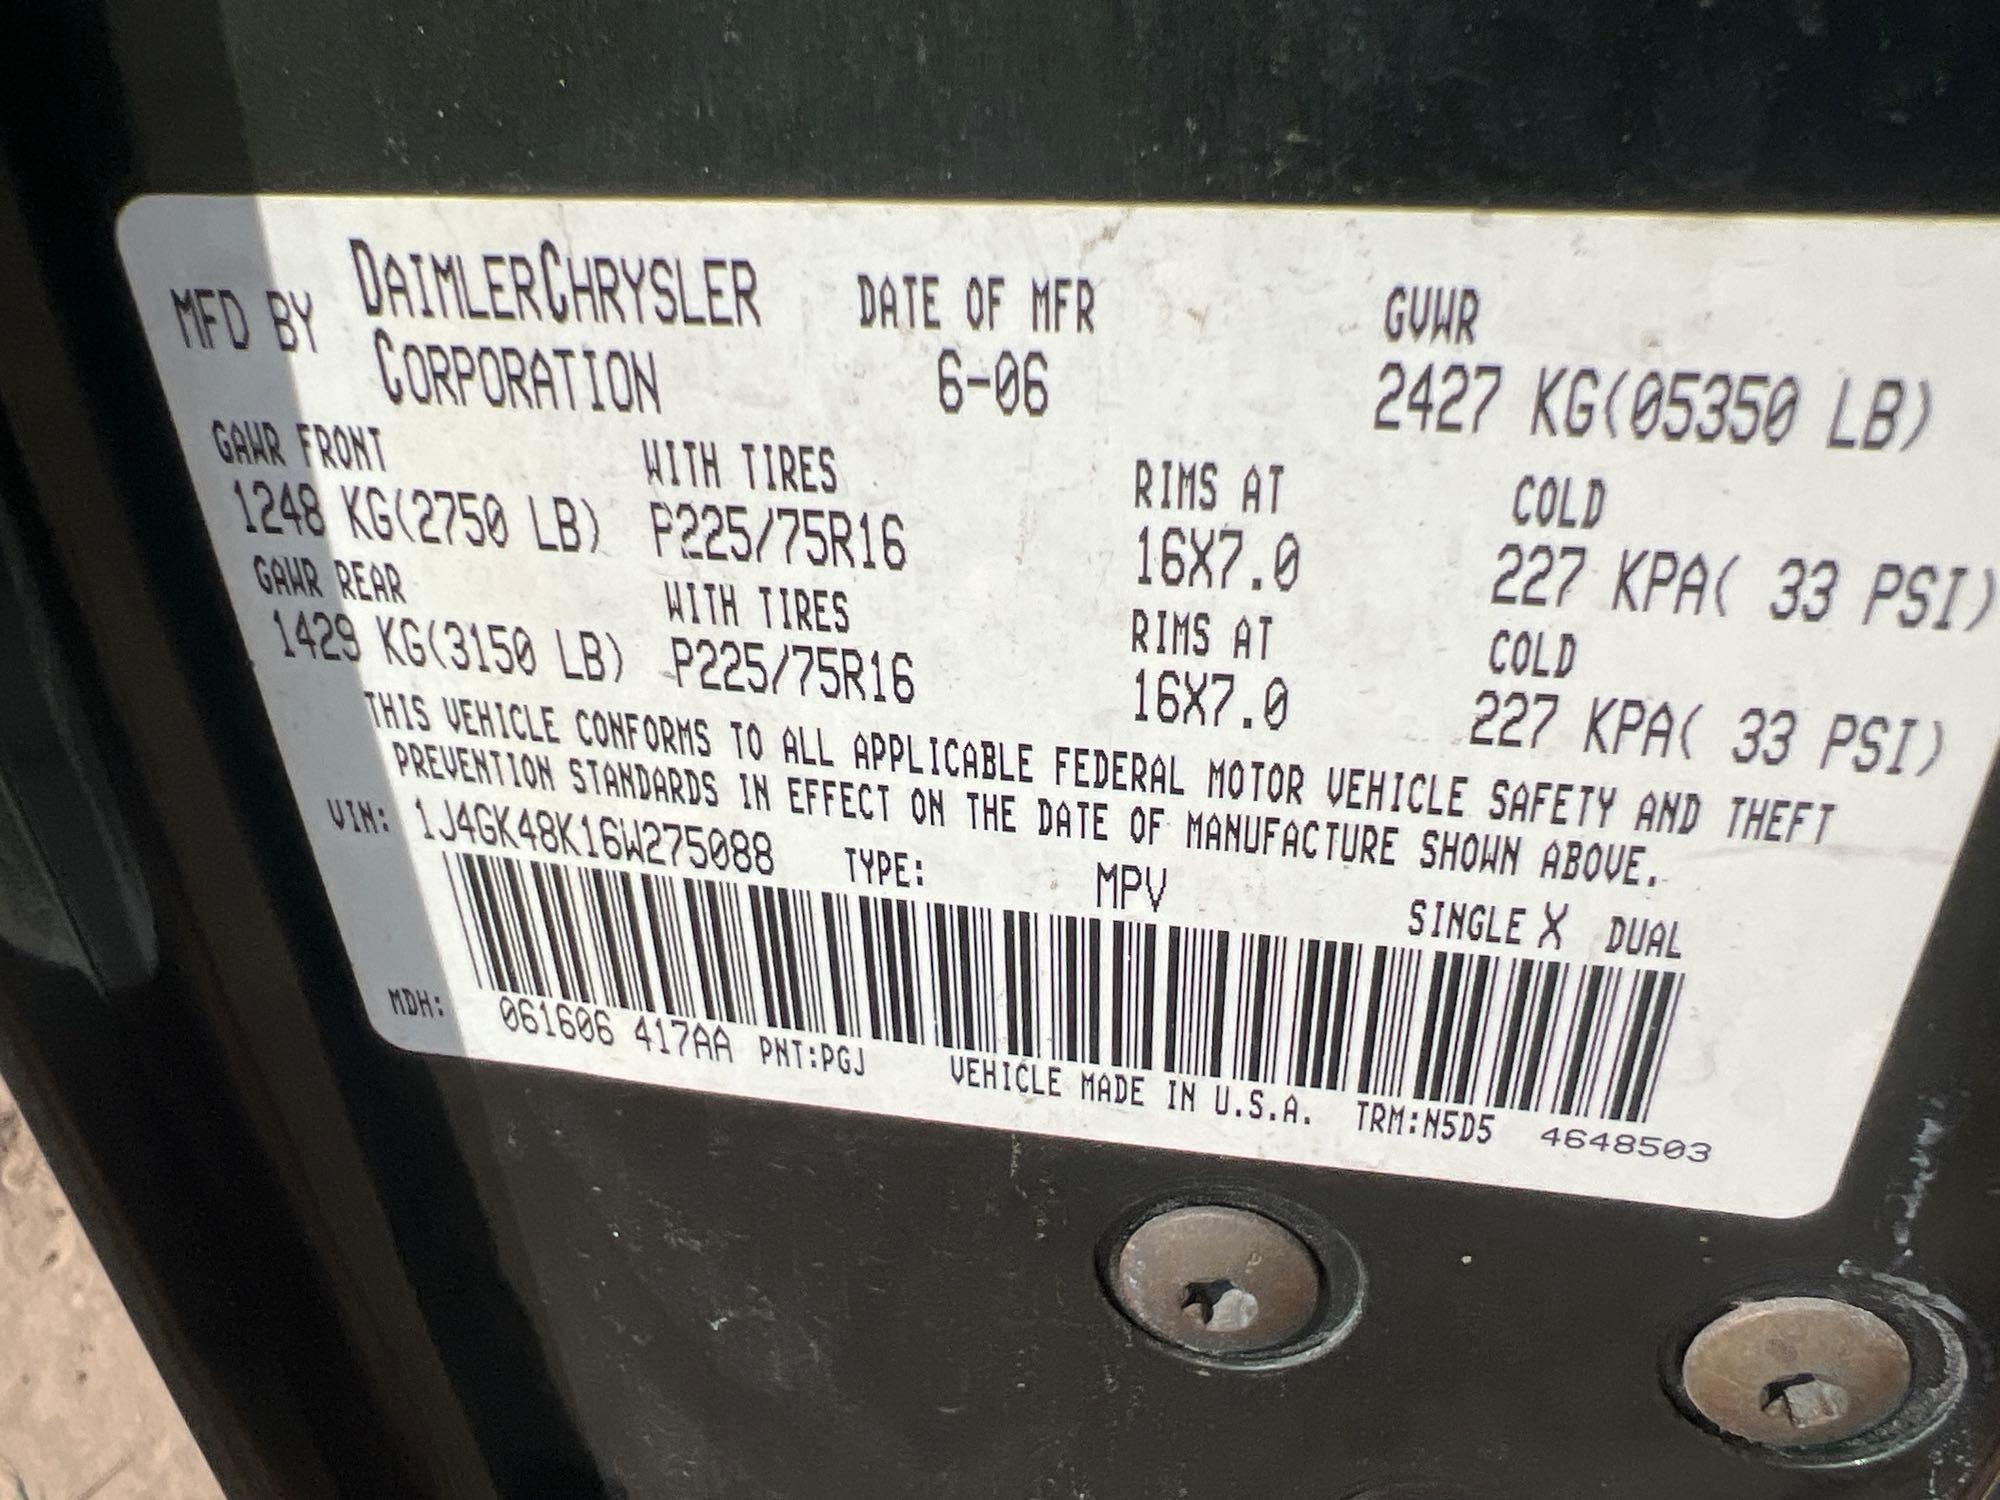 MFD BY DAIMLERCHRYSLER CORPORATION DATE OF MFR 6-06 GVWR 2427 KG(05350 LB)
GAWR FRONT WITH TIRES RIMS AT COLD
1248 KG(2750 LB) P225/75R16 16X7.0 227 KPA( 33 PSI)
GAWR REAR WITH TIRES RIMS AT COLD
1429 KG(3150 LB) P225/75R16 16X7.0 227 KPA( 33 PSI)
THIS VEHICLE CONFORMS TO ALL APPLICABLE FEDERAL MOTOR VEHICLE SAFETY AND THEFT
PREVENTION STANDARDS IN EFFECT ON THE DATE OF MANUFACTURE SHOWN ABOVE.
VIN: 1J4GK48K16W275088 TYPE: MPV SINGLE X DUAL
MDH: 061606 417AA PNT:PGJ VEHICLE MADE IN U.S.A. TRM:N5D5 4648503